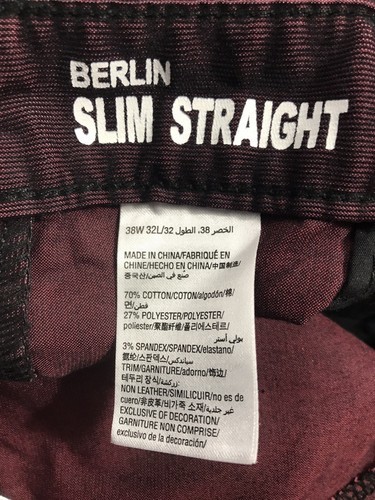 BERLIN
SLIM STRAIGHT
38W 32L/32 الخصر 38، الطول
MADE IN CHINA/FABRIQUÉ EN
CHINE/HECHO EN CHINA/中国制造/
صنع في الصين/중국산
70% COTTON/COTON/algodón/棉/
면/قطن
27% POLYESTER/POLYESTER/
poliéster/聚酯纤维/폴리에스테르/
بولي أستر
3% SPANDEX/SPANDEX/elastano/
氨纶/스판덱스/سباندكس
TRIM/GARNITURE/adorno/饰边/
테두리 장식/زركشة
NON LEATHER/SIMILICUIR/no es de
cuero/非皮革/비가죽 소재/غير جلدية
EXCLUSIVE OF DECORATION/
GARNITURE NON COMPRISE/
exclusivo de la decoración/